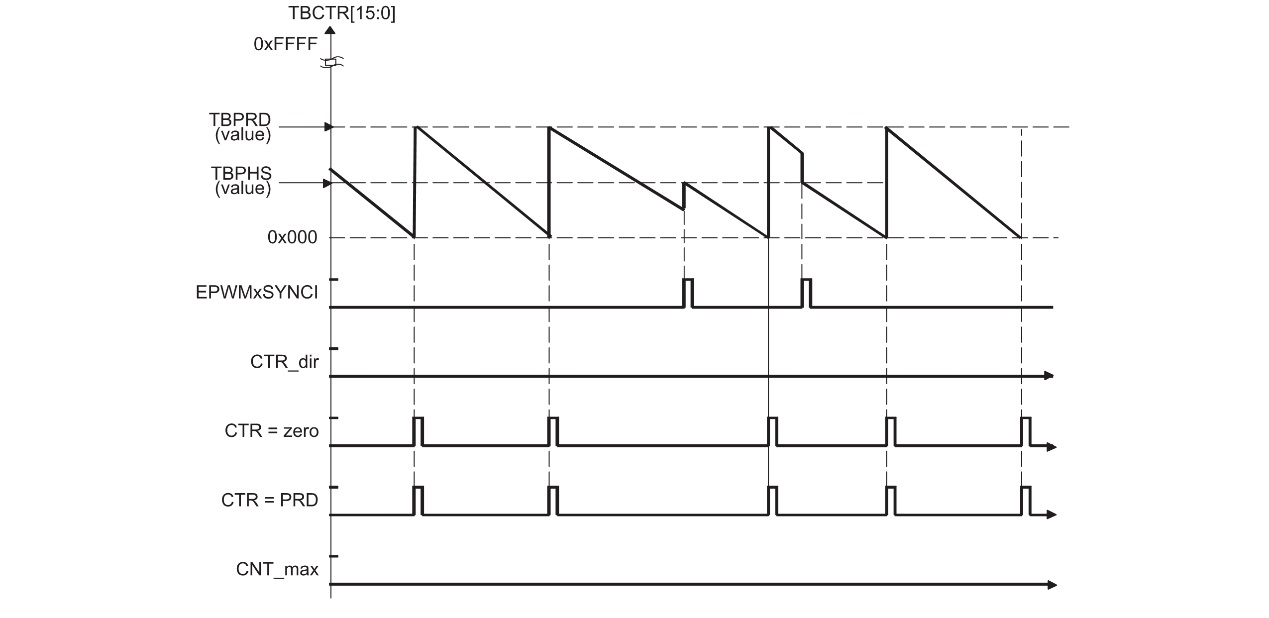 TBCTR[15:0]
0xFFFF
TBPRD
(value)
TBPHS
(value)
0x000
EPWMxSYNCI
CTR_dir
CTR = zero
CTR = PRD
CNT_max